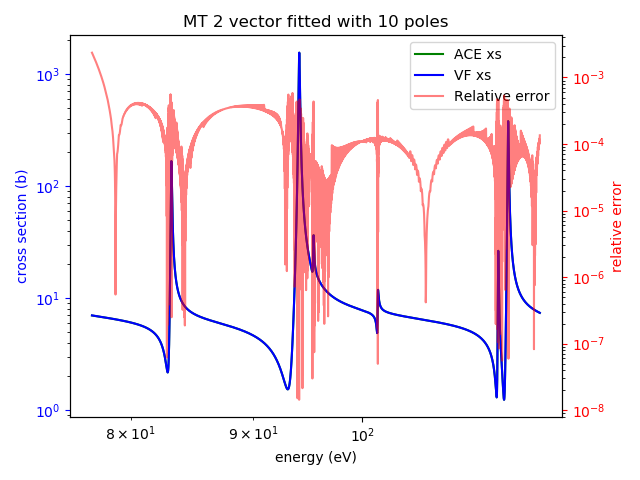 MT 2 vector fitted with 10 poles
ACE xs
VF xs
Relative error
10³
10²
10¹
10⁰
cross section (b)
10⁻³
10⁻⁴
10⁻⁵
10⁻⁶
10⁻⁷
10⁻⁸
relative error
8 × 10¹
9 × 10¹
10²
energy (eV)